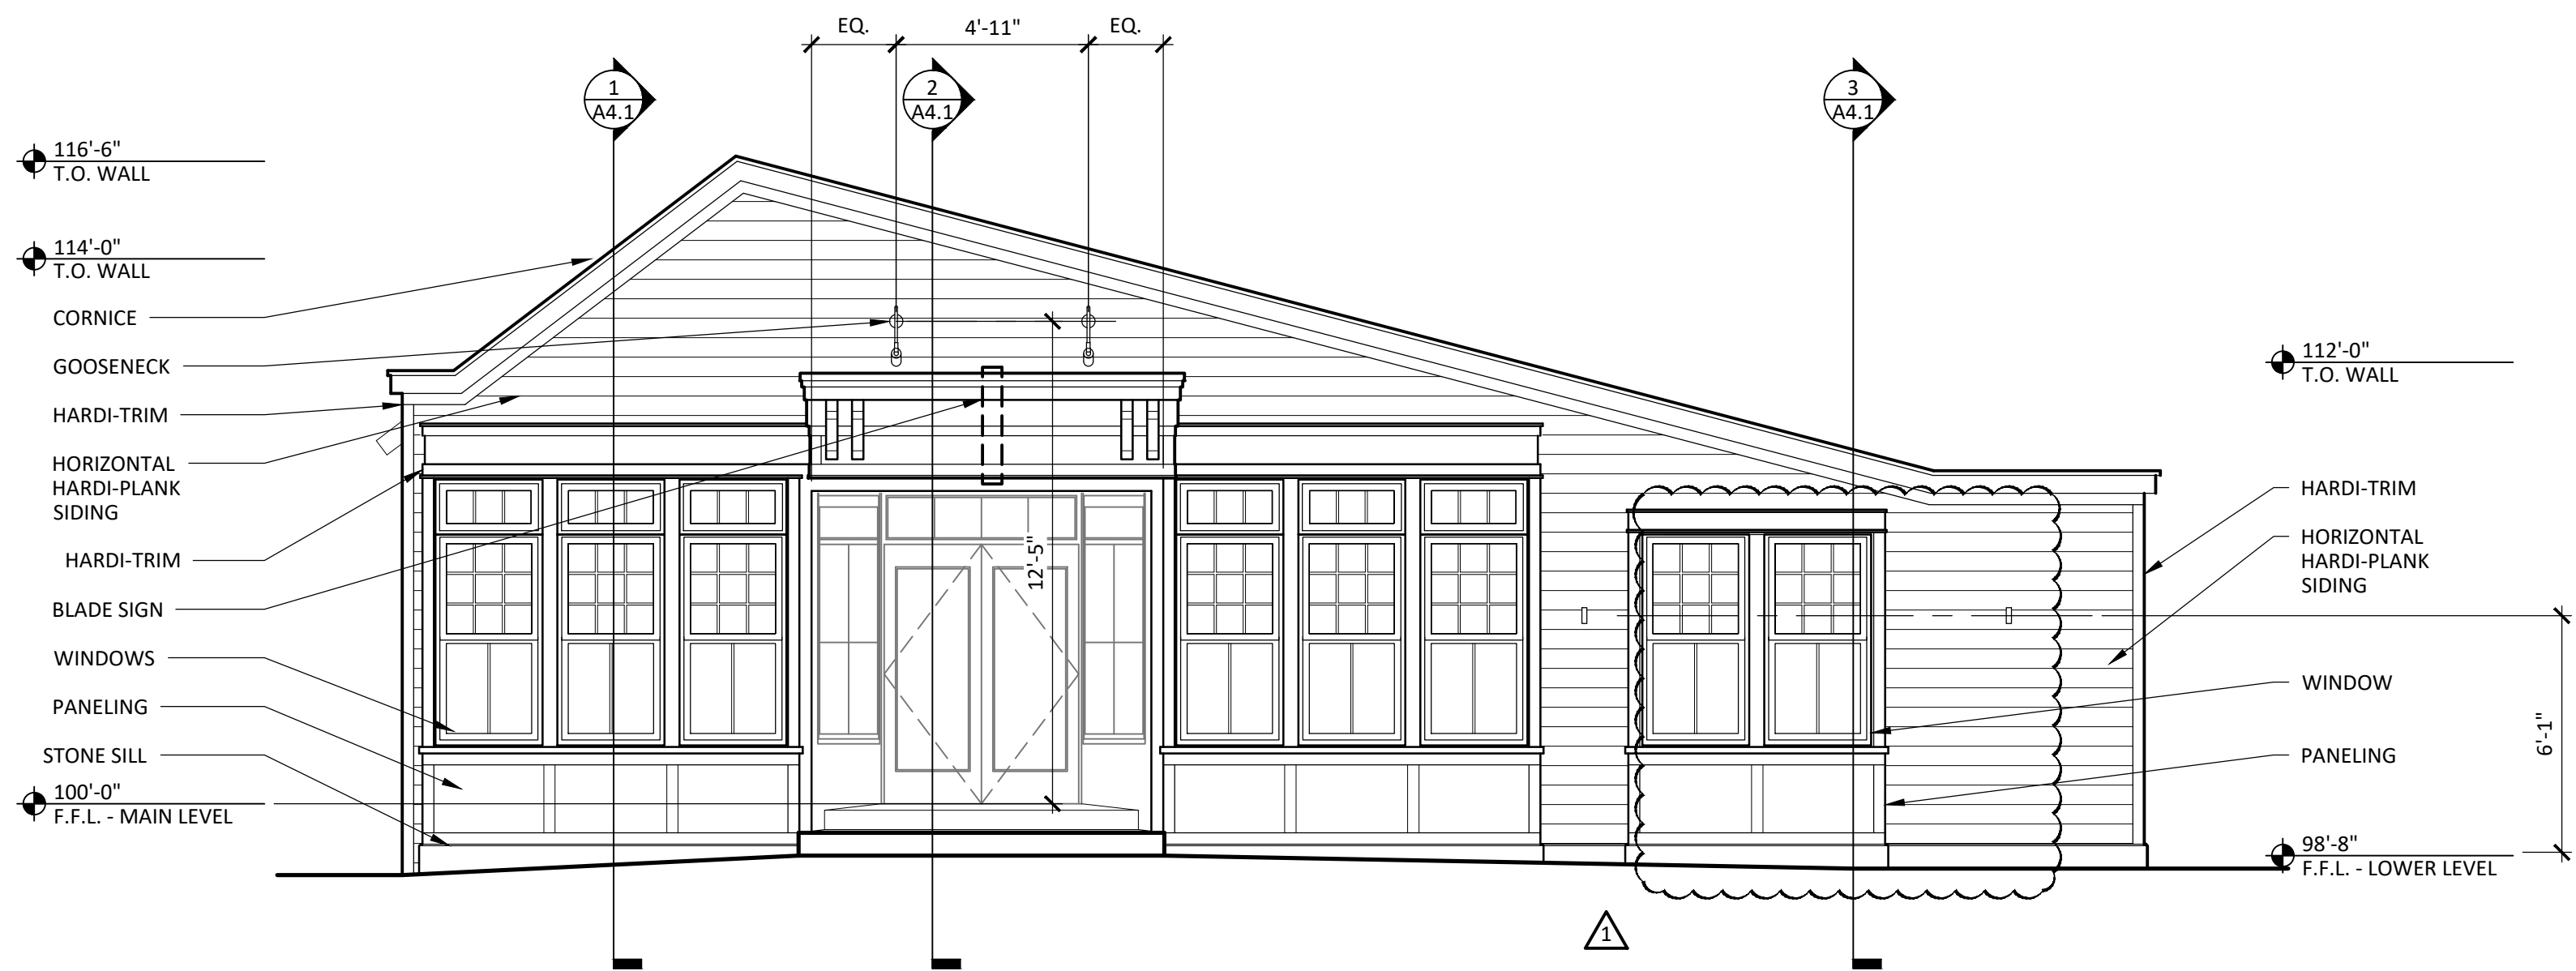 EQ.
4'-11"
EQ.
1
A4.1
2
A4.1
3
A4.1
116'-6"
T.O. WALL
114'-0"
T.O. WALL
CORNICE
GOOSENECK
HARDI-TRIM
HORIZONTAL
HARDI-PLANK
SIDING
HARDI-TRIM
BLADE SIGN
WINDOWS
PANELING
STONE SILL
100'-0"
F.F.L. - MAIN LEVEL
12'-5"
112'-0"
T.O. WALL
HARDI-TRIM
HORIZONTAL
HARDI-PLANK
SIDING
WINDOW
PANELING
6'-1"
98'-8"
F.F.L. - LOWER LEVEL
1